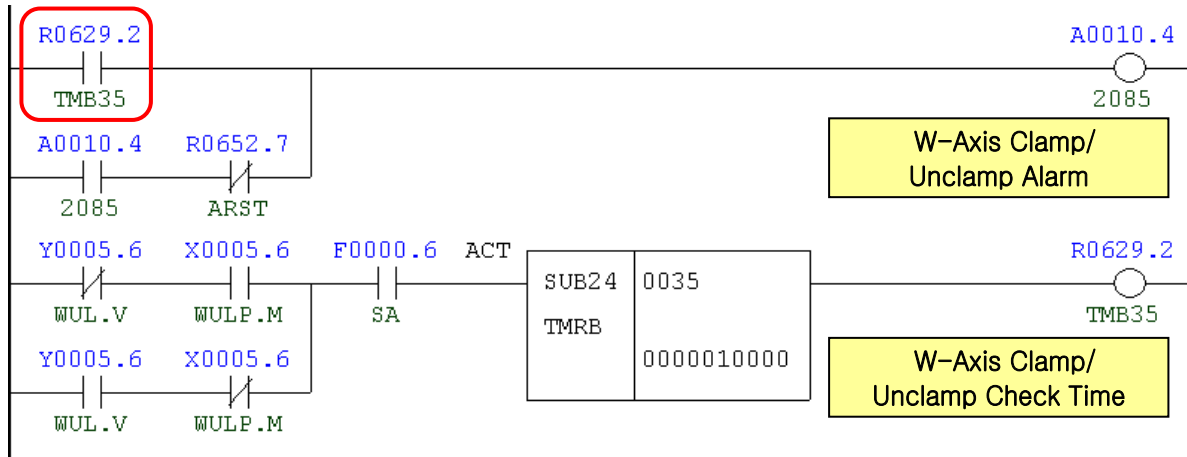 R0629.2 A0010.4
TMB35 2085
A0010.4 R0652.7
2085 ARST
W-Axis Clamp/
Unclamp Alarm
Y0005.6 X0005.6 F0000.6 ACT R0629.2
SUB24 0035
WUL.V WULP.M SA TMRB TMB35
Y0005.6 X0005.6 0000010000
WUL.V WULP.M
W-Axis Clamp/
Unclamp Check Time